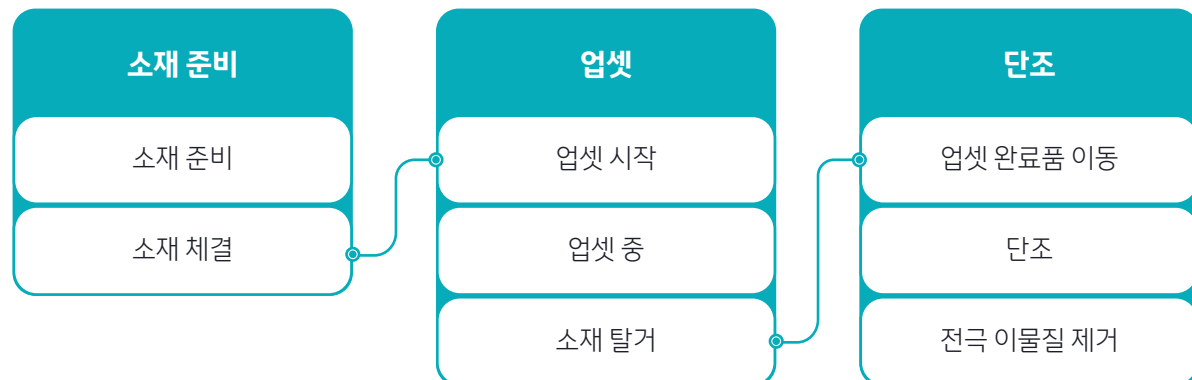 소재 준비
소재 준비
소재 체결
업셋
업셋 시작
업셋 중
소재 탈거
단조
업셋 완료품 이동
단조
전극 이물질 제거